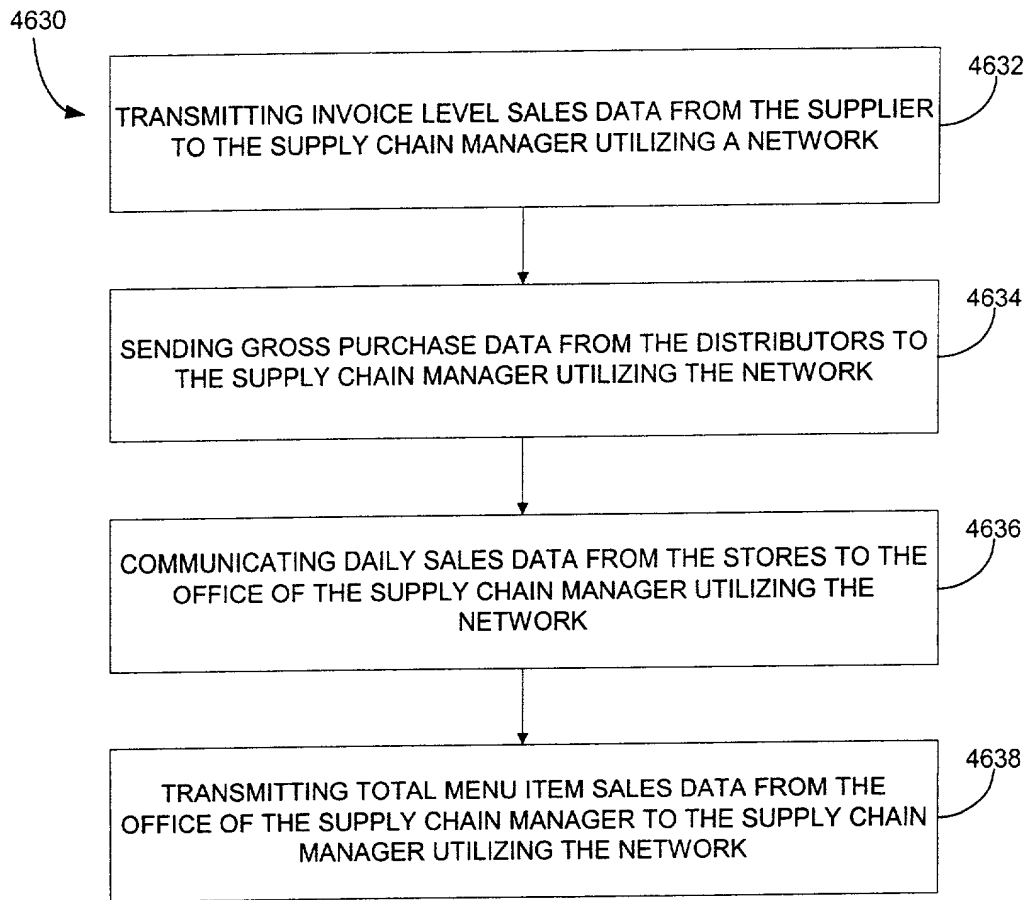 4630
4632
TRANSMITTING INVOICE LEVEL SALES DATA FROM THE SUPPLIER
TO THE SUPPLY CHAIN MANAGER UTILIZING A NETWORK
4634
SENDING GROSS PURCHASE DATA FROM THE DISTRIBUTORS TO
THE SUPPLY CHAIN MANAGER UTILIZING THE NETWORK
4636
COMMUNICATING DAILY SALES DATA FROM THE STORES TO THE
OFFICE OF THE SUPPLY CHAIN MANAGER UTILIZING THE
NETWORK
4638
TRANSMITTING TOTAL MENU ITEM SALES DATA FROM THE
OFFICE OF THE SUPPLY CHAIN MANAGER TO THE SUPPLY CHAIN
MANAGER UTILIZING THE NETWORK